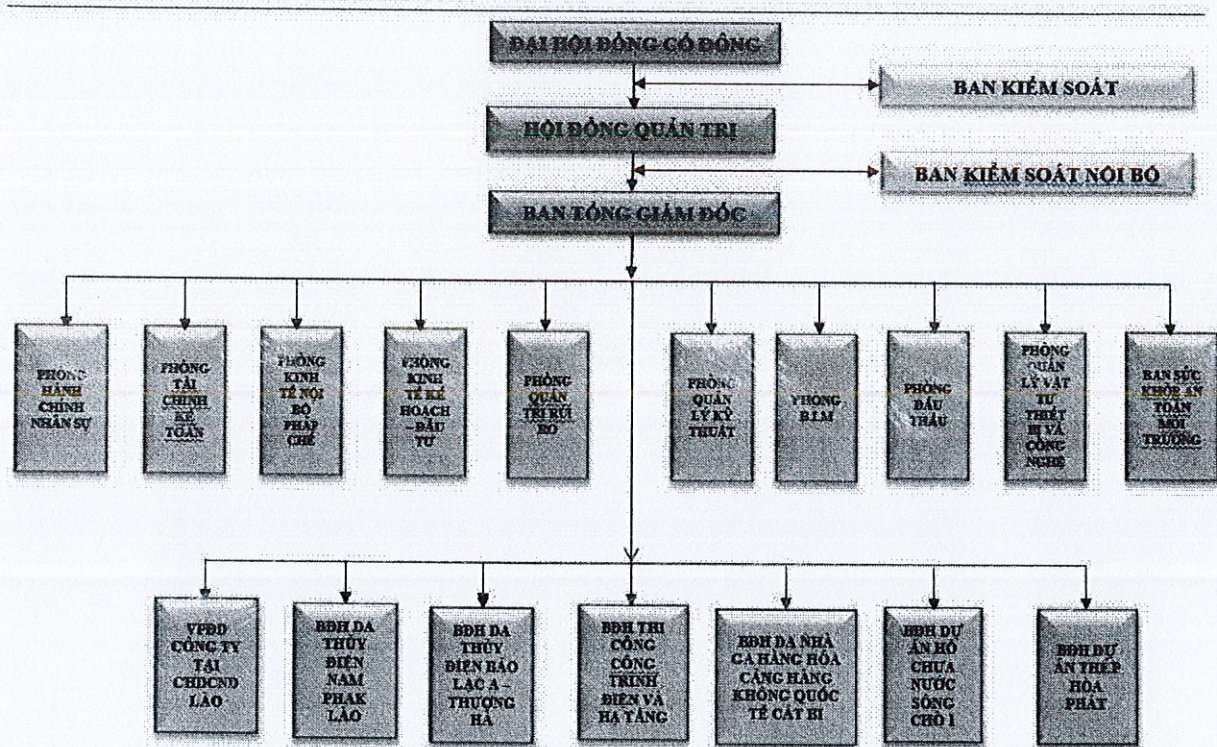 ĐẠI HỘI ĐỒNG CỔ ĐÔNG
BAN KIỂM SOÁT
HỘI ĐỒNG QUẢN TRỊ
BAN KIỂM SOÁT NỘI BỘ
BAN TỔNG GIÁM ĐỐC
PHÒNG
HÀNH
CHÍNH
NHÂN SỰ
PHÒNG
TÀI
CHÍNH
KẾ
TOÁN
PHÒNG
KINH
TẾ NỘI
BỘ
PHÁP
CHẾ
PHÒNG
KINH
TẾ KẾ
HOẠCH
– ĐẦU
TƯ
PHÒNG
QUẢN
TRỊ RỦI
RO
PHÒNG
QUẢN
LÝ KỸ
THUẬT
PHÒNG
B.I.M
PHÒNG
ĐẤU
THẦU
PHÒNG
QUẢN
LÝ VẬT
TƯ
THIẾT
BỊ VÀ
CÔNG
NGHỆ
BAN SỨC
KHỎE AN
TOÀN
MÔI
TRƯỜNG
VPĐD
CÔNG TY
TẠI
CHDCND
LÀO
BĐH DA
THỦY
ĐIỆN
NAM
PHAK
LÀO
BĐH DA
THỦY
ĐIỆN BẢO
LẠC A –
THƯỢNG
HÀ
BĐH THI
CÔNG
CÔNG
TRÌNH
ĐIỆN VÀ
HẠ TẦNG
BĐH DA NHÀ
GA HÀNG HÓA
CẢNG HÀNG
KHÔNG QUỐC
TẾ CÁT BI
BĐH DỰ
ÁN HỒ
CHỨA
NƯỚC
SÔNG
CHÒ 1
BĐH DỰ
ÁN THÉP
HÒA
PHÁT